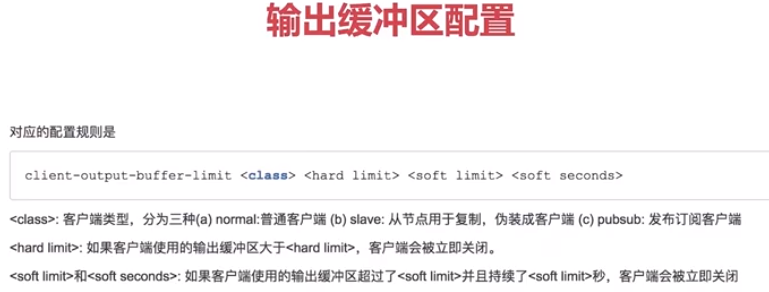 输出缓冲区配置
对应的配置规则是
client-output-buffer-limit <class> <hard limit> <soft limit> <soft seconds>
<class>: 客户端类型，分为三种(a) normal:普通客户端 (b) slave: 从节点用于复制，伪装成客户端 (c) pubsub: 发布订阅客户端
<hard limit>: 如果客户端使用的输出缓冲区大于<hard limit>，客户端会被立即关闭。
<soft limit>和<soft seconds>: 如果客户端使用的输出缓冲区超过了<soft limit>并且持续了<soft limit>秒，客户端会被立即关闭